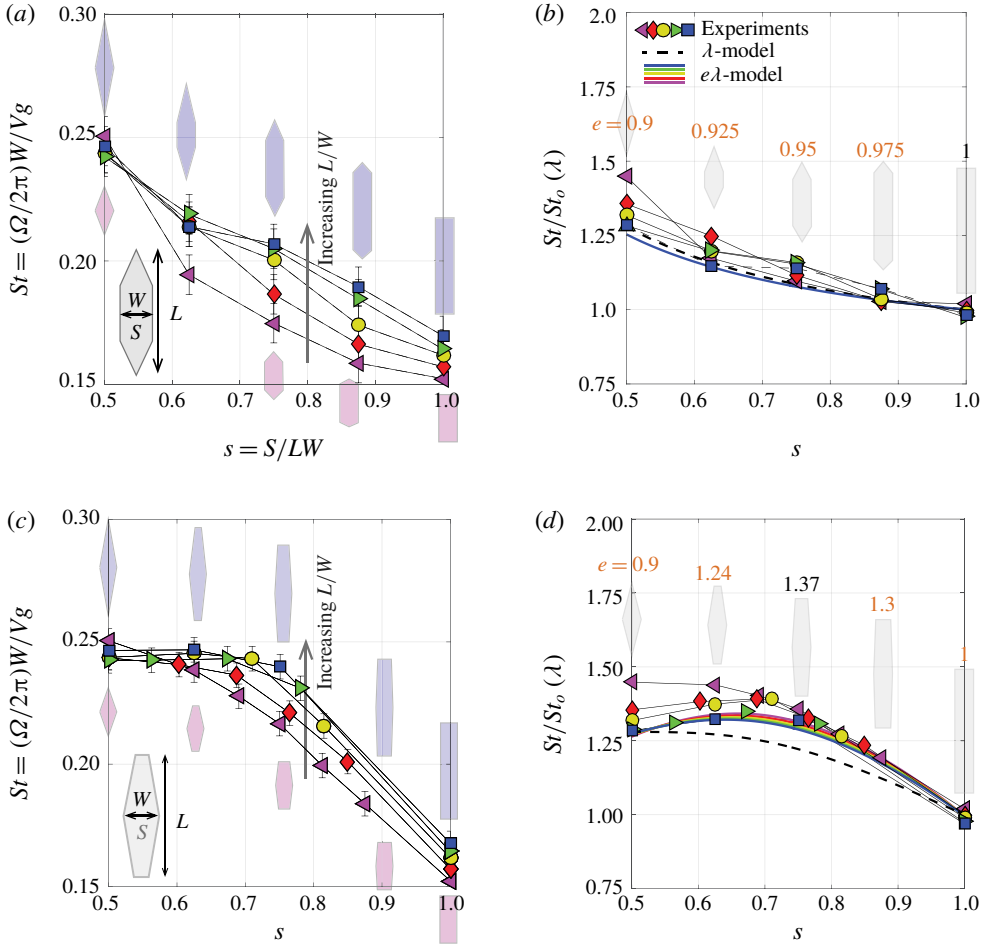 (a)
0.30
0.25
0.20
0.15
St = (Ω/2π)W/Vg
Increasing L/W
W
S
L
0.5 0.6 0.7 0.8 0.9 1.0
s = S/LW
(b)
2.0
1.75
1.5
1.25
1.0
0.75
St/St_o (λ)
Experiments
λ-model
eλ-model
e = 0.9
0.925
0.95
0.975
1
0.5 0.6 0.7 0.8 0.9 1.0
s
(c)
0.30
0.25
0.20
0.15
St = (Ω/2π)W/Vg
Increasing L/W
W
S
L
0.5 0.6 0.7 0.8 0.9 1.0
s
(d)
2.00
1.75
1.50
1.25
1.00
0.75
St/St_o (λ)
e = 0.9
1.24
1.37
1.3
1
0.5 0.6 0.7 0.8 0.9 1.0
s